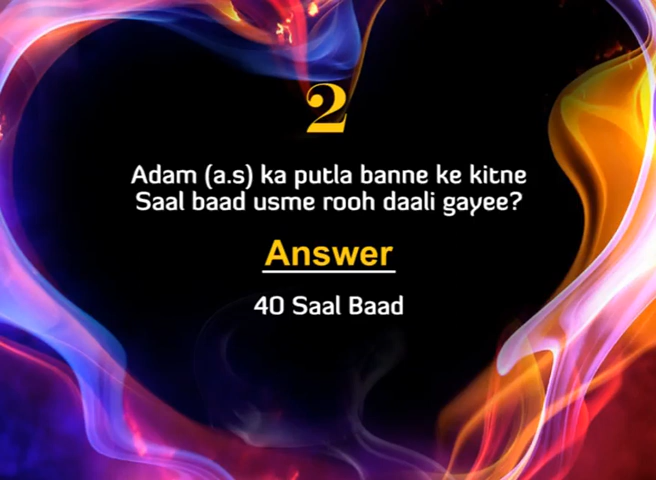 2
Adam (a.s) ka putla banne ke kitne
Saal baad usme rooh daali gayee?
Answer
40 Saal Baad